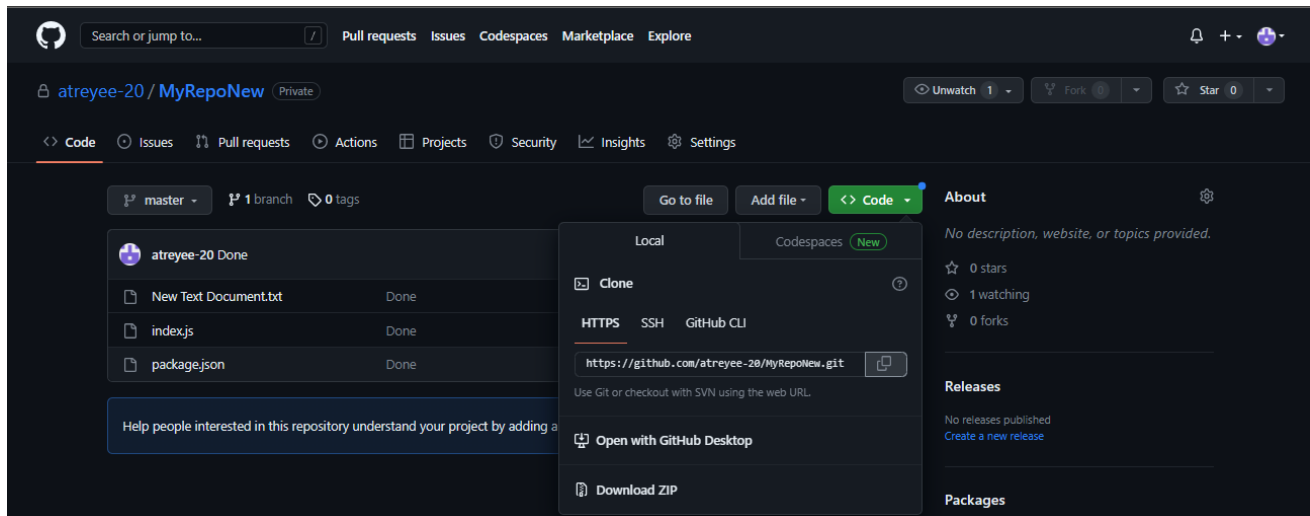 Search or jump to... /
Pull requests Issues Codespaces Marketplace Explore
atreyee-20 / MyRepoNew Private
Unwatch 1 Fork 0 Star 0
Code Issues Pull requests Actions Projects Security Insights Settings
master 1 branch 0 tags
Go to file Add file Code
atreyee-20 Done
New Text Document.txt Done
index.js Done
package.json Done
Help people interested in this repository understand your project by adding a
Local Codespaces New
Clone
HTTPS SSH GitHub CLI
https://github.com/atreyee-20/MyRepoNew.git
Use Git or checkout with SVN using the web URL.
Open with GitHub Desktop
Download ZIP
About
No description, website, or topics provided.
0 stars
1 watching
0 forks
Releases
No releases published
Create a new release
Packages